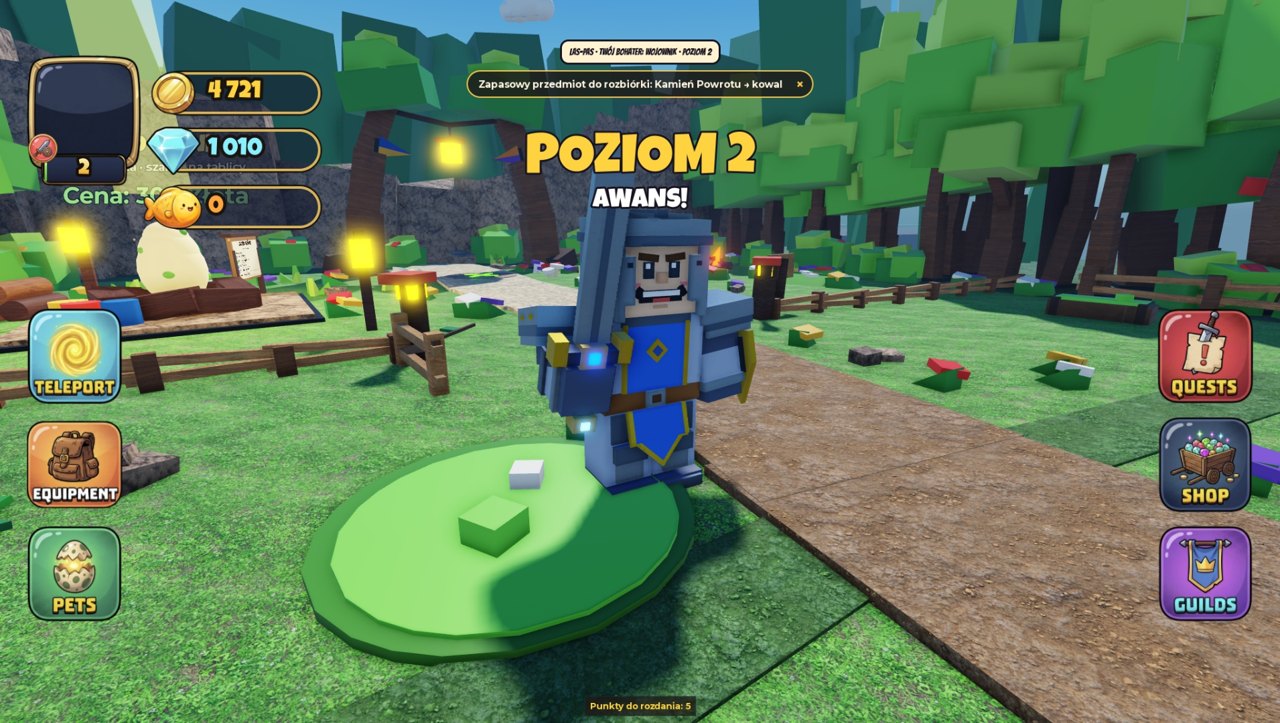 LAS-PAS • TWÓJ BOHATER: WOJOWNIK • POZIOM 2
Zapasowy przedmiot do rozbiórki: Kamień Powrotu → kowal ×
4 721
1 010
2
Cena:
0
POZIOM 2
AWANS!
TELEPORT
EQUIPMENT
PETS
QUESTS
SHOP
GUILDS
Punkty do rozdania: 5